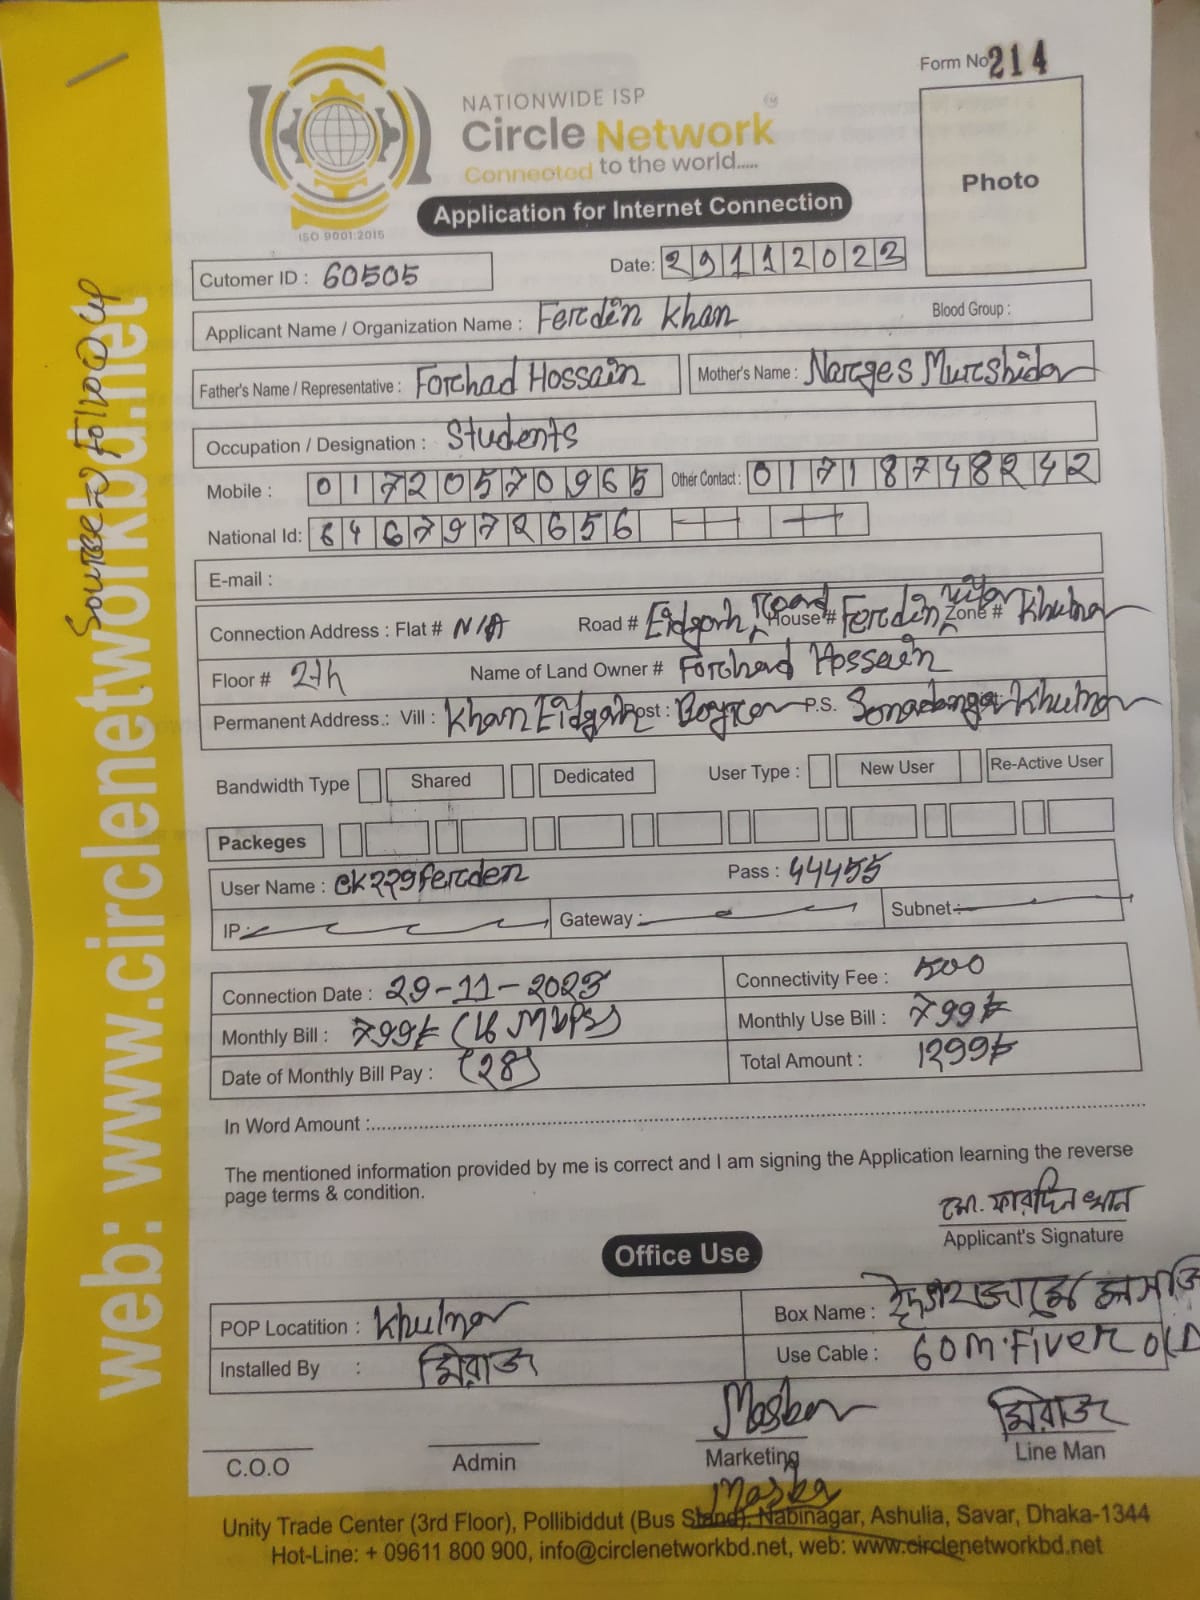 Form No 214
NATIONWIDE ISP
Circle Network
Connected to the world.....
Photo
ISO 9001:2015
Application for Internet Connection
Cutomer ID : 60505
Date: 29112023
Applicant Name / Organization Name : Ferdin Khan
Blood Group :
Father's Name / Representative : Forhad Hossain
Mother's Name : Narges Murshida
Occupation / Designation : Students
Mobile : 01720570965
Other Contact : 01718748242
National Id: 6467972656
E-mail :
Connection Address : Flat # N/A Road # Eidgah Road House # Ferdin Zone # Khulna
Floor # 2th Name of Land Owner # Forhad Hossain
Permanent Address.: Vill : Khan Eidgah Post : Boyra P.S. Sonadanga Khulna
Bandwidth Type Shared Dedicated User Type : New User Re-Active User
Packeges
User Name : Pass : 44455
IP : Gateway : Subnet
Connection Date : 29-11-2023
Connectivity Fee : 500
Monthly Bill : 799৳ (16 Mbps)
Monthly Use Bill : 799৳
Date of Monthly Bill Pay : (28)
Total Amount : 1299৳
In Word Amount :
The mentioned information provided by me is correct and I am signing the Application learning the reverse
page terms & condition.
মো. ফারদিন খান
Applicant's Signature
Office Use
POP Locatition : Khulna
Box Name :
Installed By : মিরাজ
Use Cable : 60M. Fiver OLD
Maska
মিরাজ
C.O.O
Admin
Marketing
Line Man
Maska
Unity Trade Center (3rd Floor), Pollibiddut (Bus Stand), Nabinagar, Ashulia, Savar, Dhaka-1344
Hot-Line: + 09611 800 900, info@circlenetworkbd.net, web: www.circlenetworkbd.net
web: www.circlenetworkbd.net